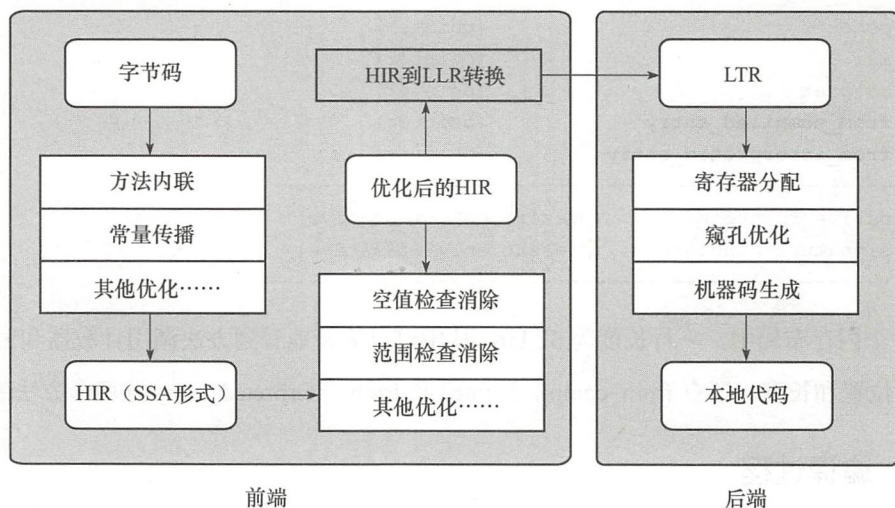 字节码
方法内联
常量传播
其他优化……
HIR（SSA形式）
HIR到LLR转换
优化后的HIR
空值检查消除
范围检查消除
其他优化……
前端
LTR
寄存器分配
窥孔优化
机器码生成
本地代码
后端